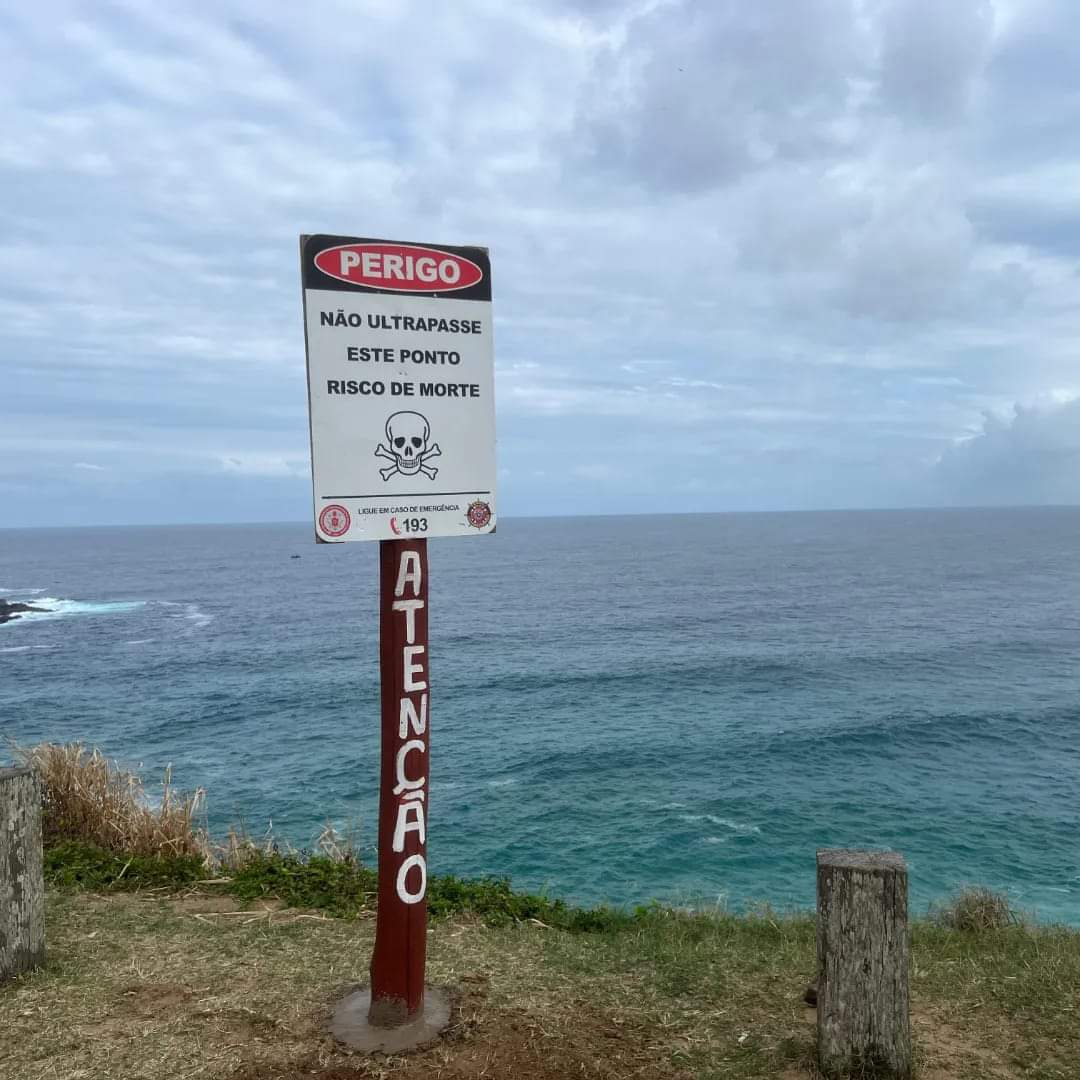 PERIGO
NÃO ULTRAPASSE
ESTE PONTO
RISCO DE MORTE
LIGUE EM CASO DE EMERGÊNCIA
193
ATENÇÃO